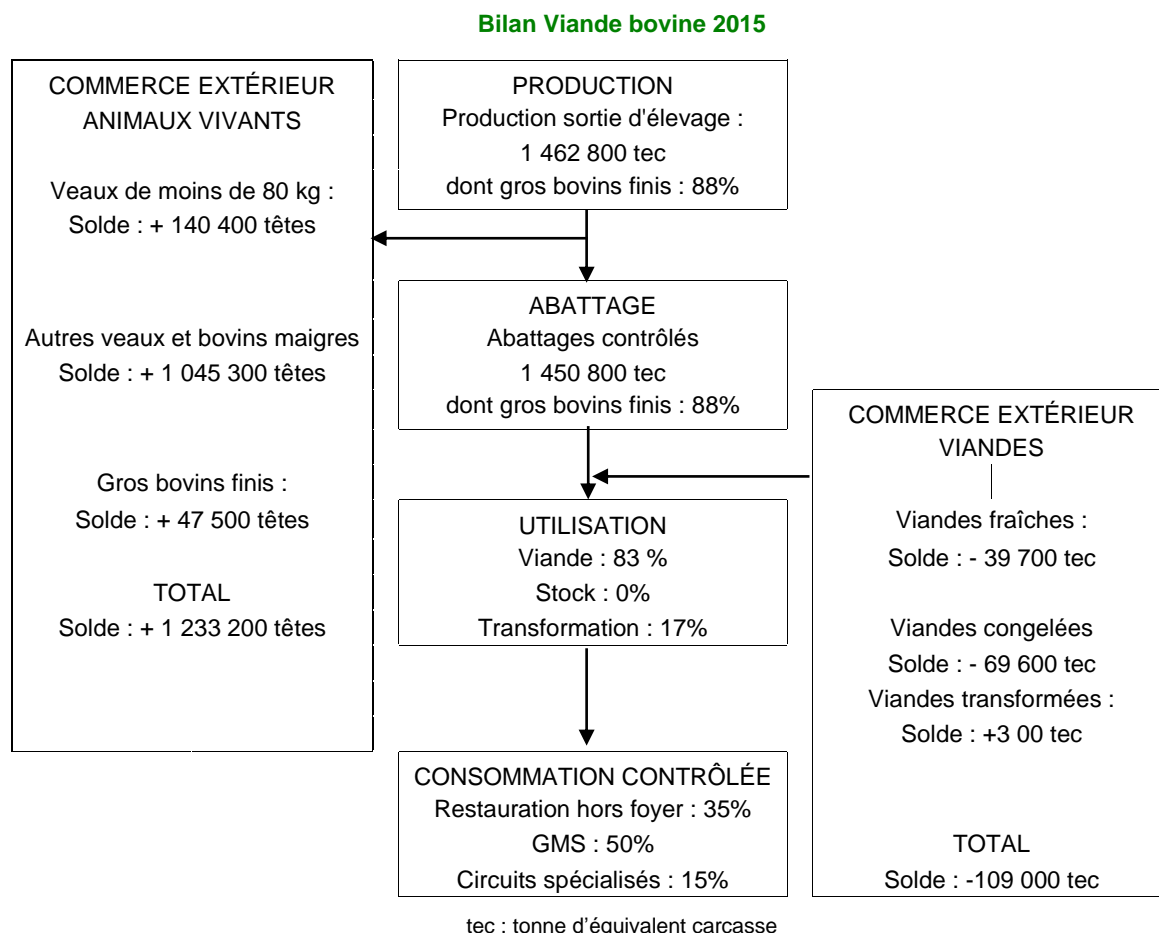 Bilan Viande bovine 2015
COMMERCE EXTÉRIEUR
ANIMAUX VIVANTS
Veaux de moins de 80 kg :
Solde : + 140 400 têtes
Autres veaux et bovins maigres
Solde : + 1 045 300 têtes
Gros bovins finis :
Solde : + 47 500 têtes
TOTAL
Solde : + 1 233 200 têtes
PRODUCTION
Production sortie d'élevage :
1 462 800 tec
dont gros bovins finis : 88%
ABATTAGE
Abattages contrôlés
1 450 800 tec
dont gros bovins finis : 88%
UTILISATION
Viande : 83 %
Stock : 0%
Transformation : 17%
CONSOMMATION CONTRÔLÉE
Restauration hors foyer : 35%
GMS : 50%
Circuits spécialisés : 15%
COMMERCE EXTÉRIEUR
VIANDES
Viandes fraîches :
Solde : - 39 700 tec
Viandes congelées
Solde : - 69 600 tec
Viandes transformées :
Solde : +3 00 tec
TOTAL
Solde : -109 000 tec
tec : tonne d'équivalent carcasse